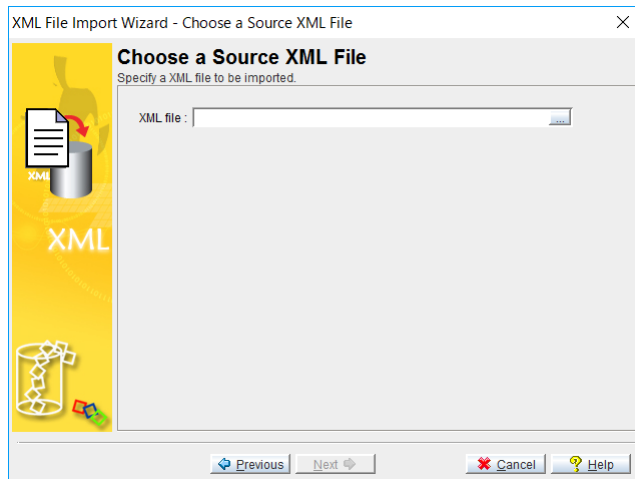 XML File Import Wizard - Choose a Source XML File
Choose a Source XML File
Specify a XML file to be imported.
XML file :
...
XML
XML
Previous
Next
Cancel
Help